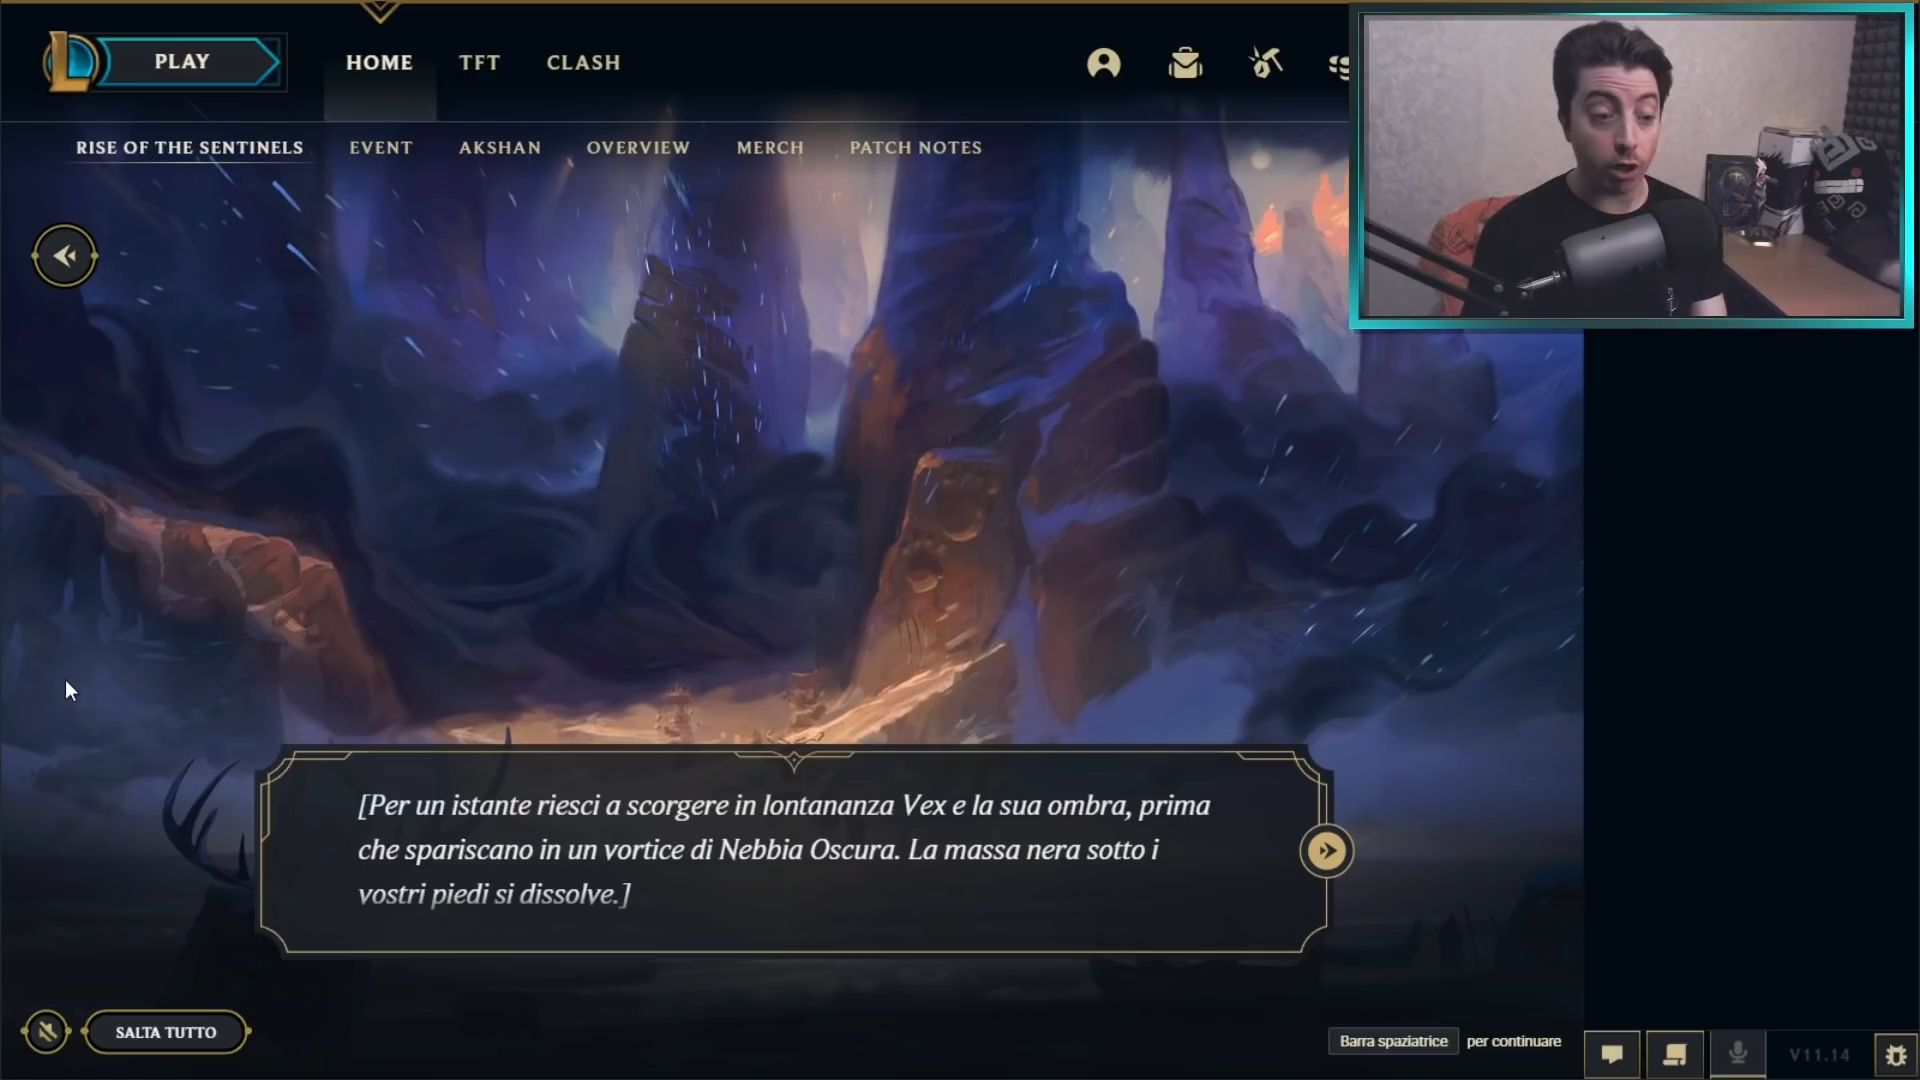 PLAY
HOME
TFT
CLASH
RISE OF THE SENTINELS
EVENT
AKSHAN
OVERVIEW
MERCH
PATCH NOTES
[Per un istante riesci a scorgere in lontananza Vex e la sua ombra, prima
che spariscano in un vortice di Nebbia Oscura. La massa nera sotto i
vostri piedi si dissolve.]
SALTA TUTTO
Barra spaziatrice per continuare
V11.14